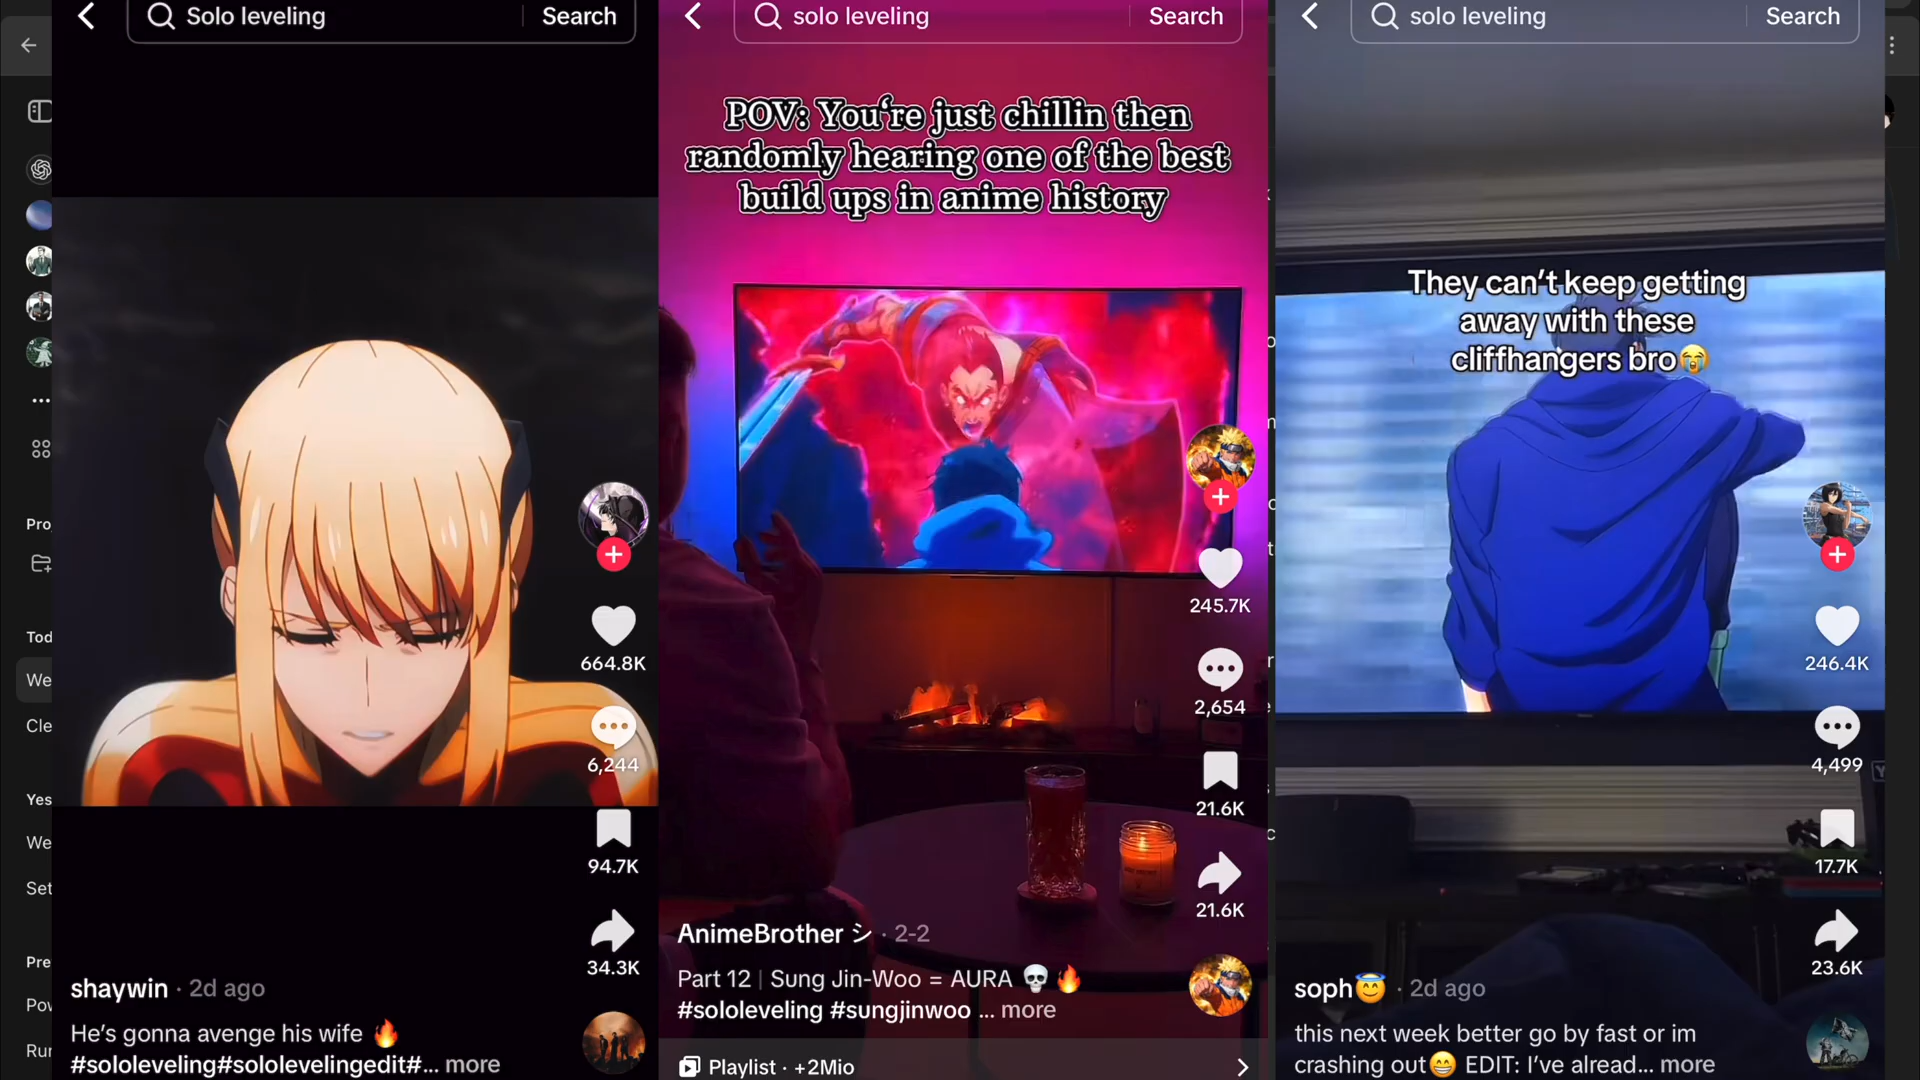 Solo leveling
Search
664.8K
6,244
94.7K
34.3K
shaywin · 2d ago
He's gonna avenge his wife 🔥
#sololeveling#sololevelingedit#... more
solo leveling
Search
POV: You're just chillin then
randomly hearing one of the best
build ups in anime history
245.7K
2,654
21.6K
21.6K
AnimeBrother シ · 2-2
Part 12 | Sung Jin-Woo = AURA 💀🔥
#sololeveling #sungjinwoo ... more
Playlist · +2Mio
solo leveling
Search
They can't keep getting
away with these
cliffhangers bro😭
246.4K
4,499
17.7K
23.6K
soph😇 · 2d ago
this next week better go by fast or im
crashing out😁 EDIT: I've alread... more
Pro
Tod
We
Cle
Yes
We
Set
Pre
Pov
Rur